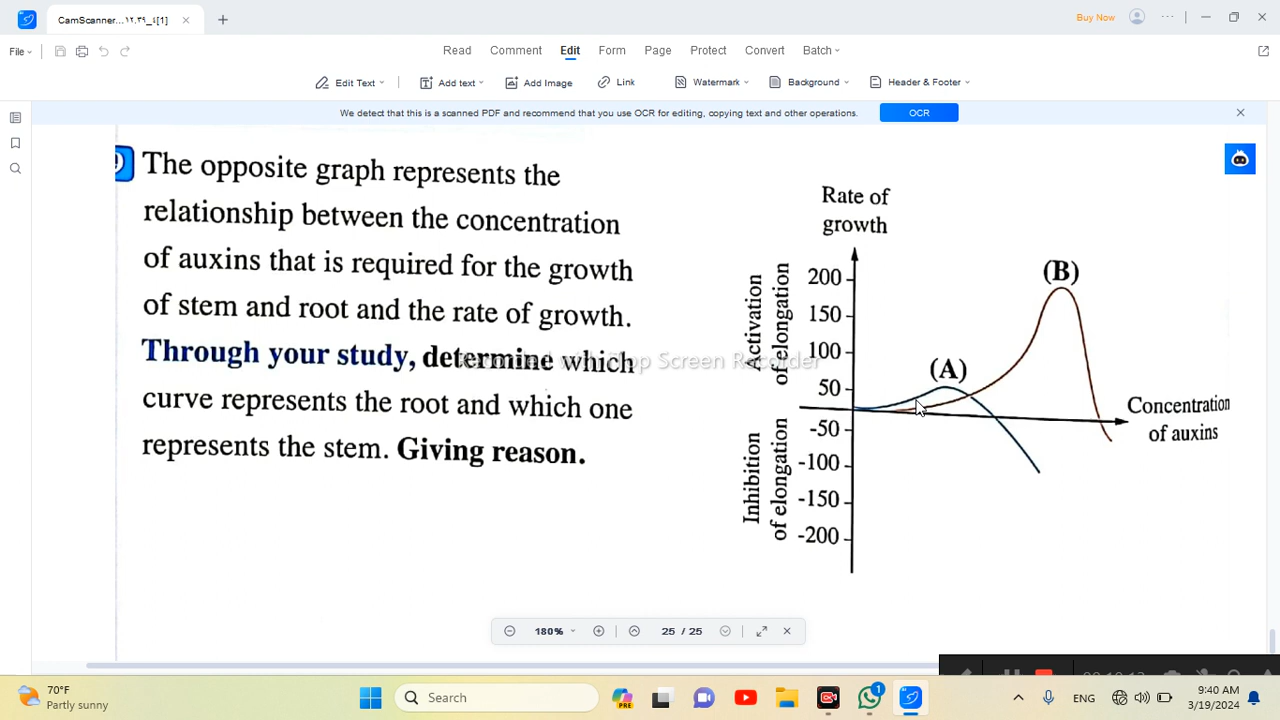 CamScanner...١٢.٣٩_٤[1]
Buy Now
File
Read Comment Edit Form Page Protect Convert Batch
Edit Text Add text Add Image Link Watermark Background Header & Footer
We detect that this is a scanned PDF and recommend that you use OCR for editing, copying text and other operations. OCR
The opposite graph represents the
relationship between the concentration
of auxins that is required for the growth
of stem and root and the rate of growth.
Through your study, determine which
curve represents the root and which one
represents the stem. Giving reason.
Rate of
growth
Activation
of elongation
Inhibition
of elongation
200
150
100
50
-50
-100
-150
-200
(A)
(B)
Concentration
of auxins
180% 25 / 25
70°F
Partly sunny
Search
PRE
1
ENG
9:40 AM
3/19/2024